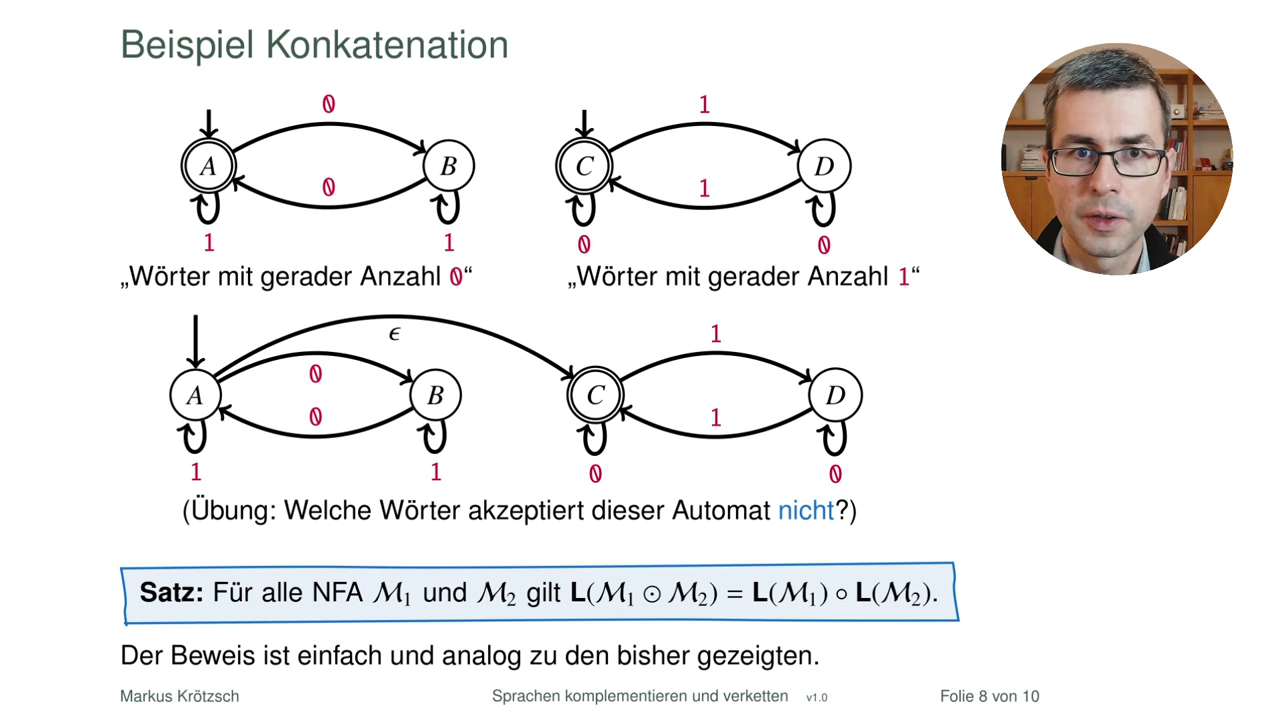 Beispiel Konkatenation
0 1
A B C D
0 1
1 1 0 0
„Wörter mit gerader Anzahl 0“ „Wörter mit gerader Anzahl 1“
ϵ 1
0
A B C D
0 1
1 1 0 0
(Übung: Welche Wörter akzeptiert dieser Automat nicht?)
Satz: Für alle NFA ℳ₁ und ℳ₂ gilt L(ℳ₁ ⊙ ℳ₂) = L(ℳ₁) ∘ L(ℳ₂).
Der Beweis ist einfach und analog zu den bisher gezeigten.
Markus Krötzsch Sprachen komplementieren und verketten v1.0 Folie 8 von 10